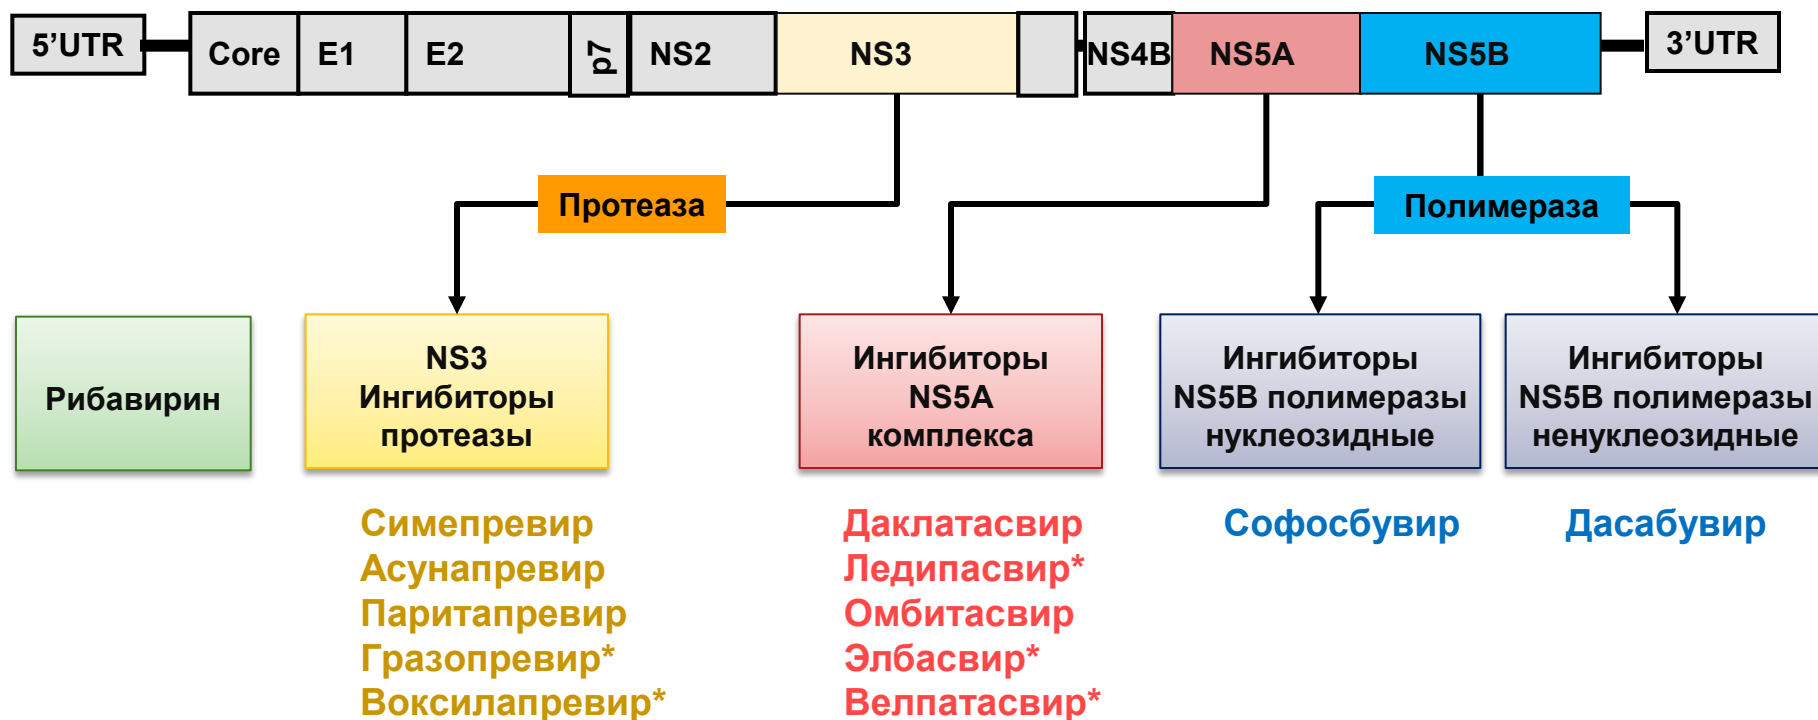 5’UTR
Core
E1
E2
p7
NS2
NS3
NS4B
NS5A
NS5B
3’UTR
Протеаза
Полимераза
Рибавирин
NS3
Ингибиторы
протеазы
Ингибиторы
NS5A
комплекса
Ингибиторы
NS5B полимеразы
нуклеозидные
Ингибиторы
NS5B полимеразы
ненуклеозидные
Симепревир
Асунапревир
Паритапревир
Гразопревир*
Воксилапревир*
Даклатасвир
Ледипасвир*
Омбитасвир
Элбасвир*
Велпатасвир*
Софосбувир
Дасабувир